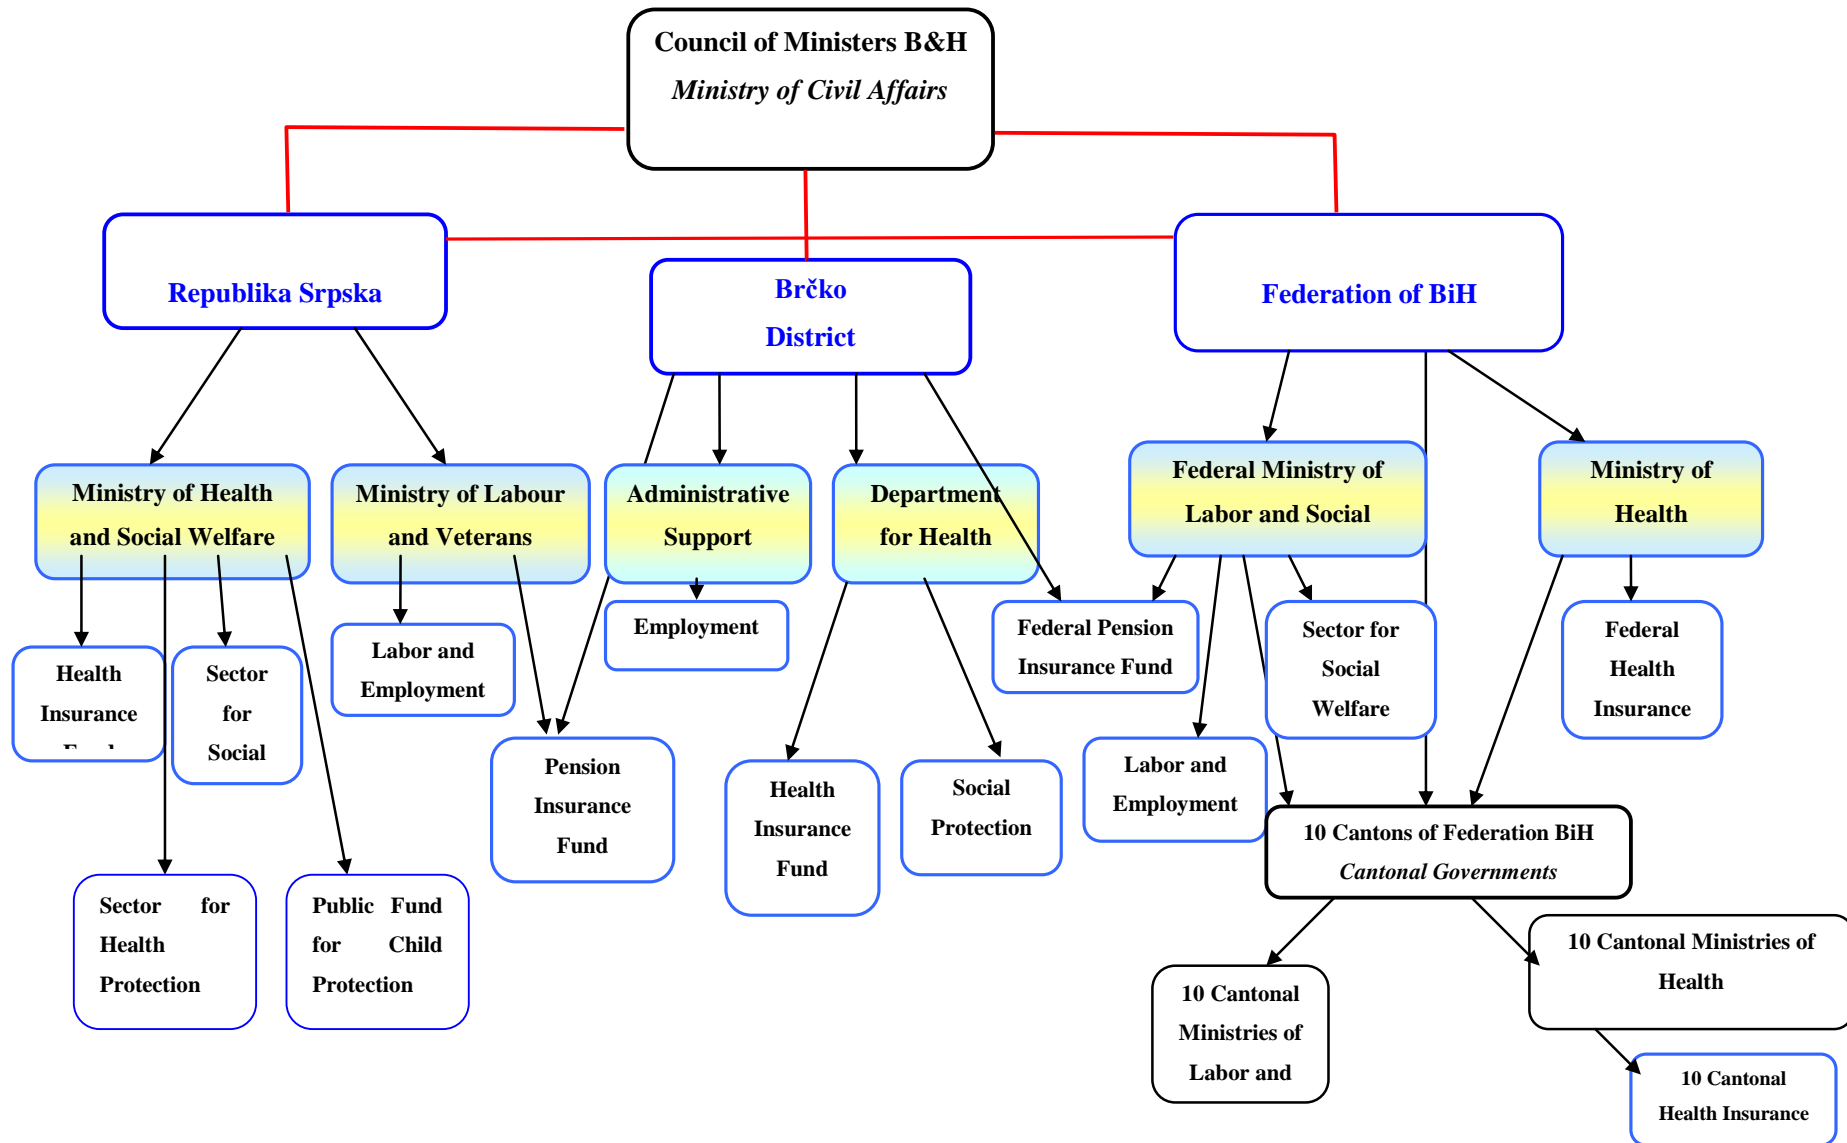 Council of Ministers B&H
Ministry of Civil Affairs
Republika Srpska
Brčko
District
Federation of BiH
Ministry of Health
and Social Welfare
Ministry of Labour
and Veterans
Administrative
Support
Department
for Health
Federal Ministry of
Labor and Social
Ministry of
Health
Health
Insurance
Sector
for
Social
Labor and
Employment
Employment
Federal Pension
Insurance Fund
Sector for
Social
Welfare
Federal
Health
Insurance
Pension
Insurance
Fund
Health
Insurance
Fund
Social
Protection
Labor and
Employment
10 Cantons of Federation BiH
Cantonal Governments
Sector for
Health
Protection
Public Fund
for Child
Protection
10 Cantonal
Ministries of
Labor and
10 Cantonal Ministries of
Health
10 Cantonal
Health Insurance